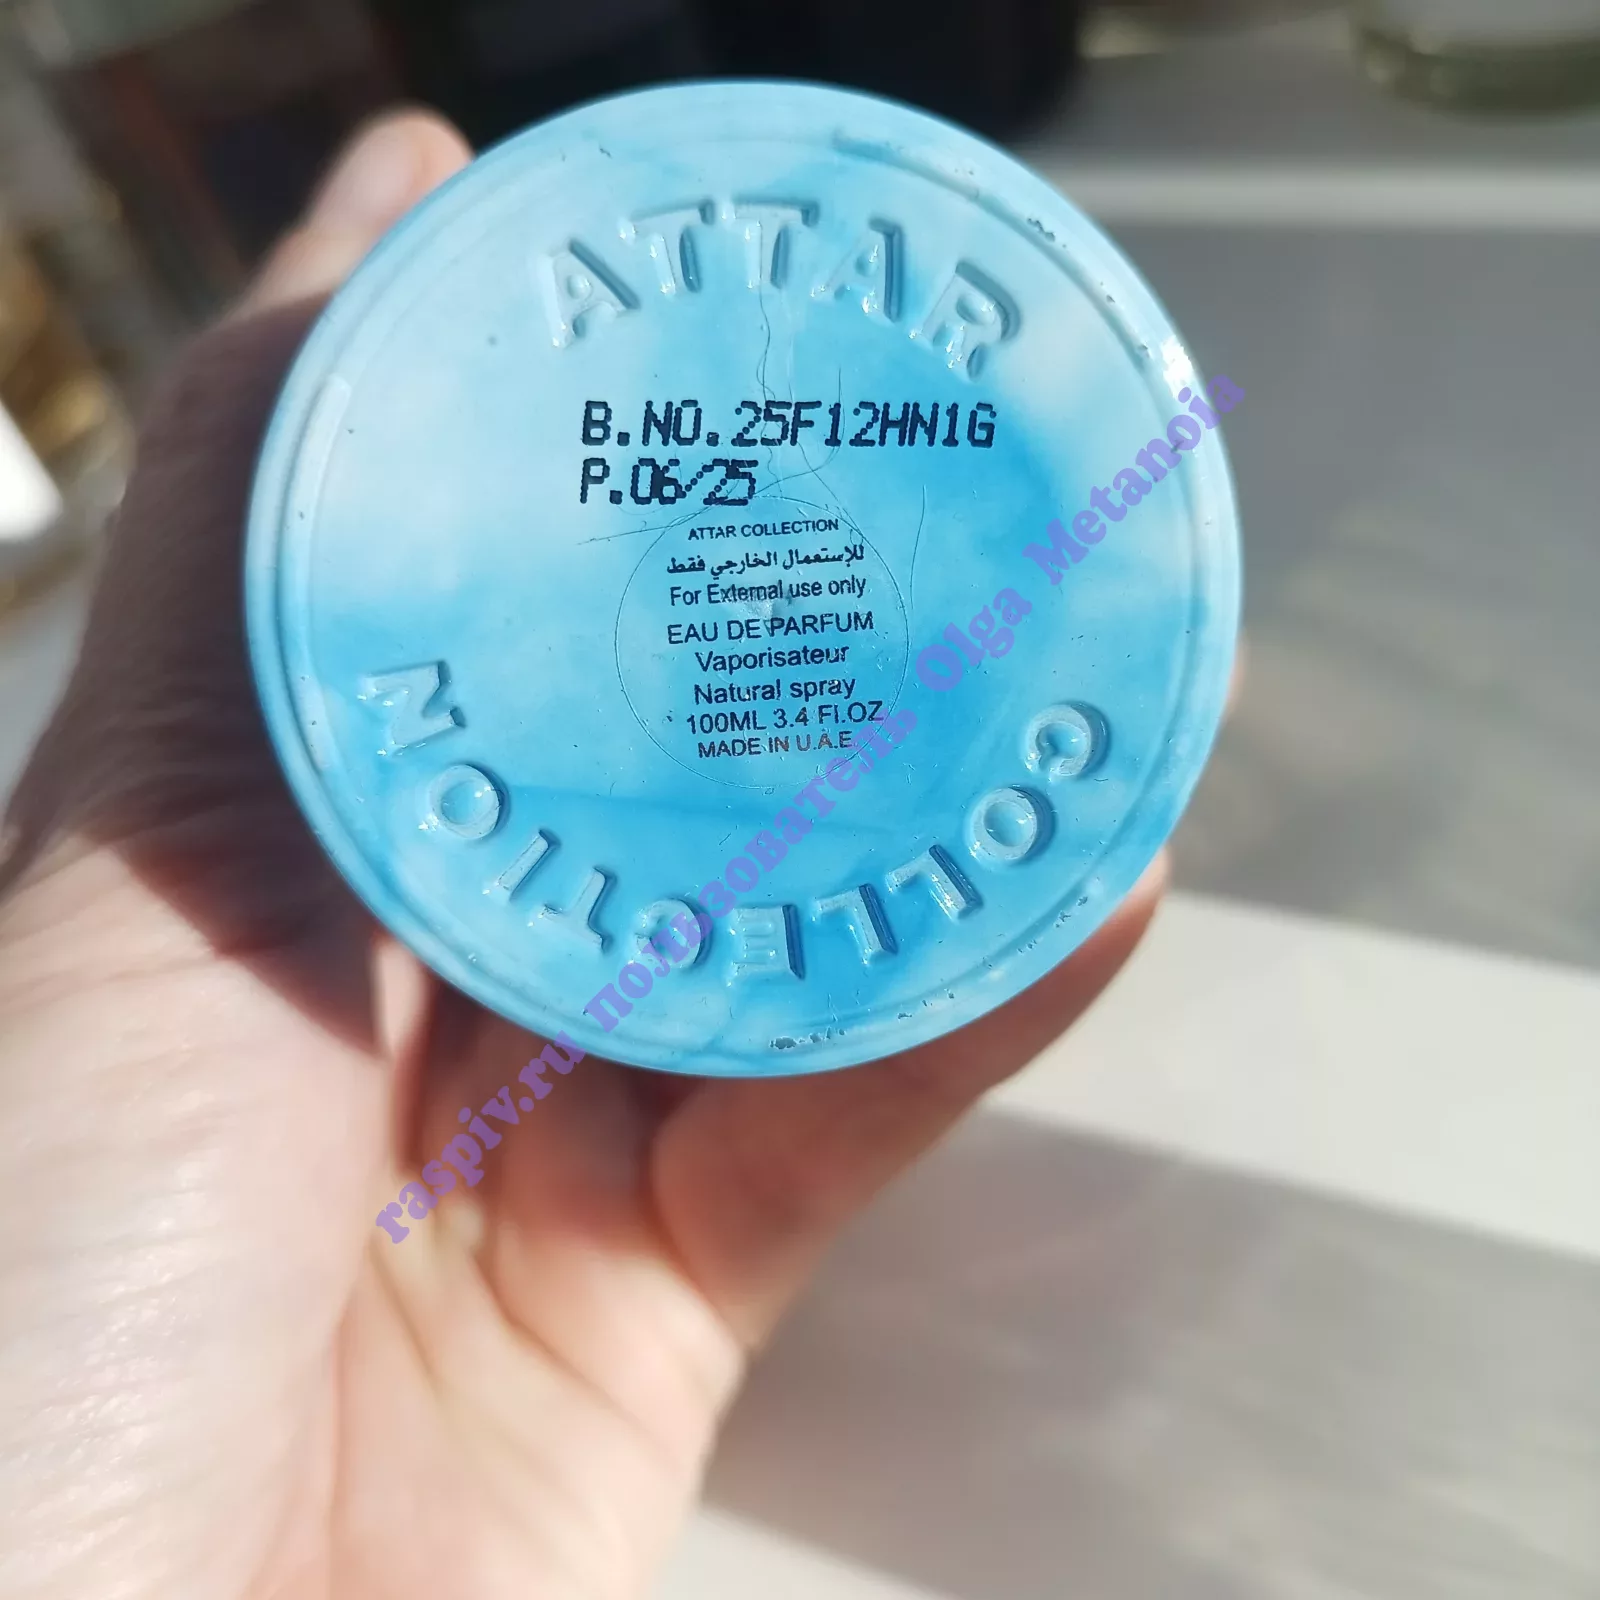 ATTAR
B.NO.25F12HN1G
P.06/25
ATTAR COLLECTION
للإستعمال الخارجي فقط
For External use only
EAU DE PARFUM
Vaporisateur
Natural spray
100ML 3.4 Fl.OZ
MADE IN U.A.E.
COLLECTION
raspiv.ru пользователь Olga Metanoia